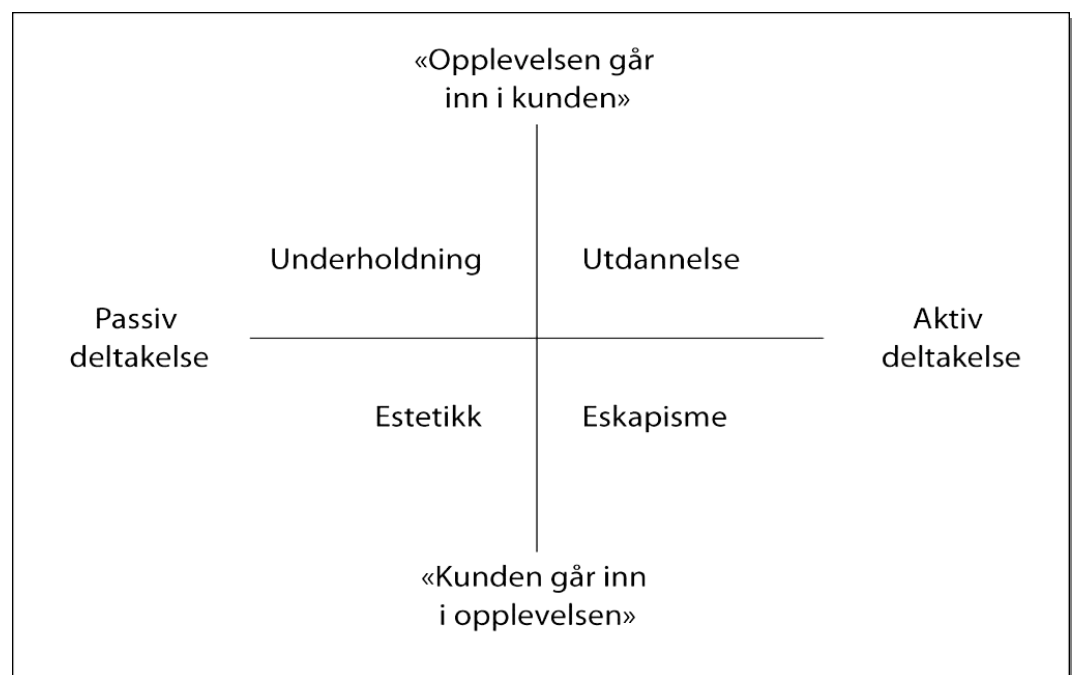 «Opplevelsen går
inn i kunden»
Underholdning
Utdannelse
Passiv
deltakelse
Aktiv
deltakelse
Estetikk
Eskapisme
«Kunden går inn
i opplevelsen»